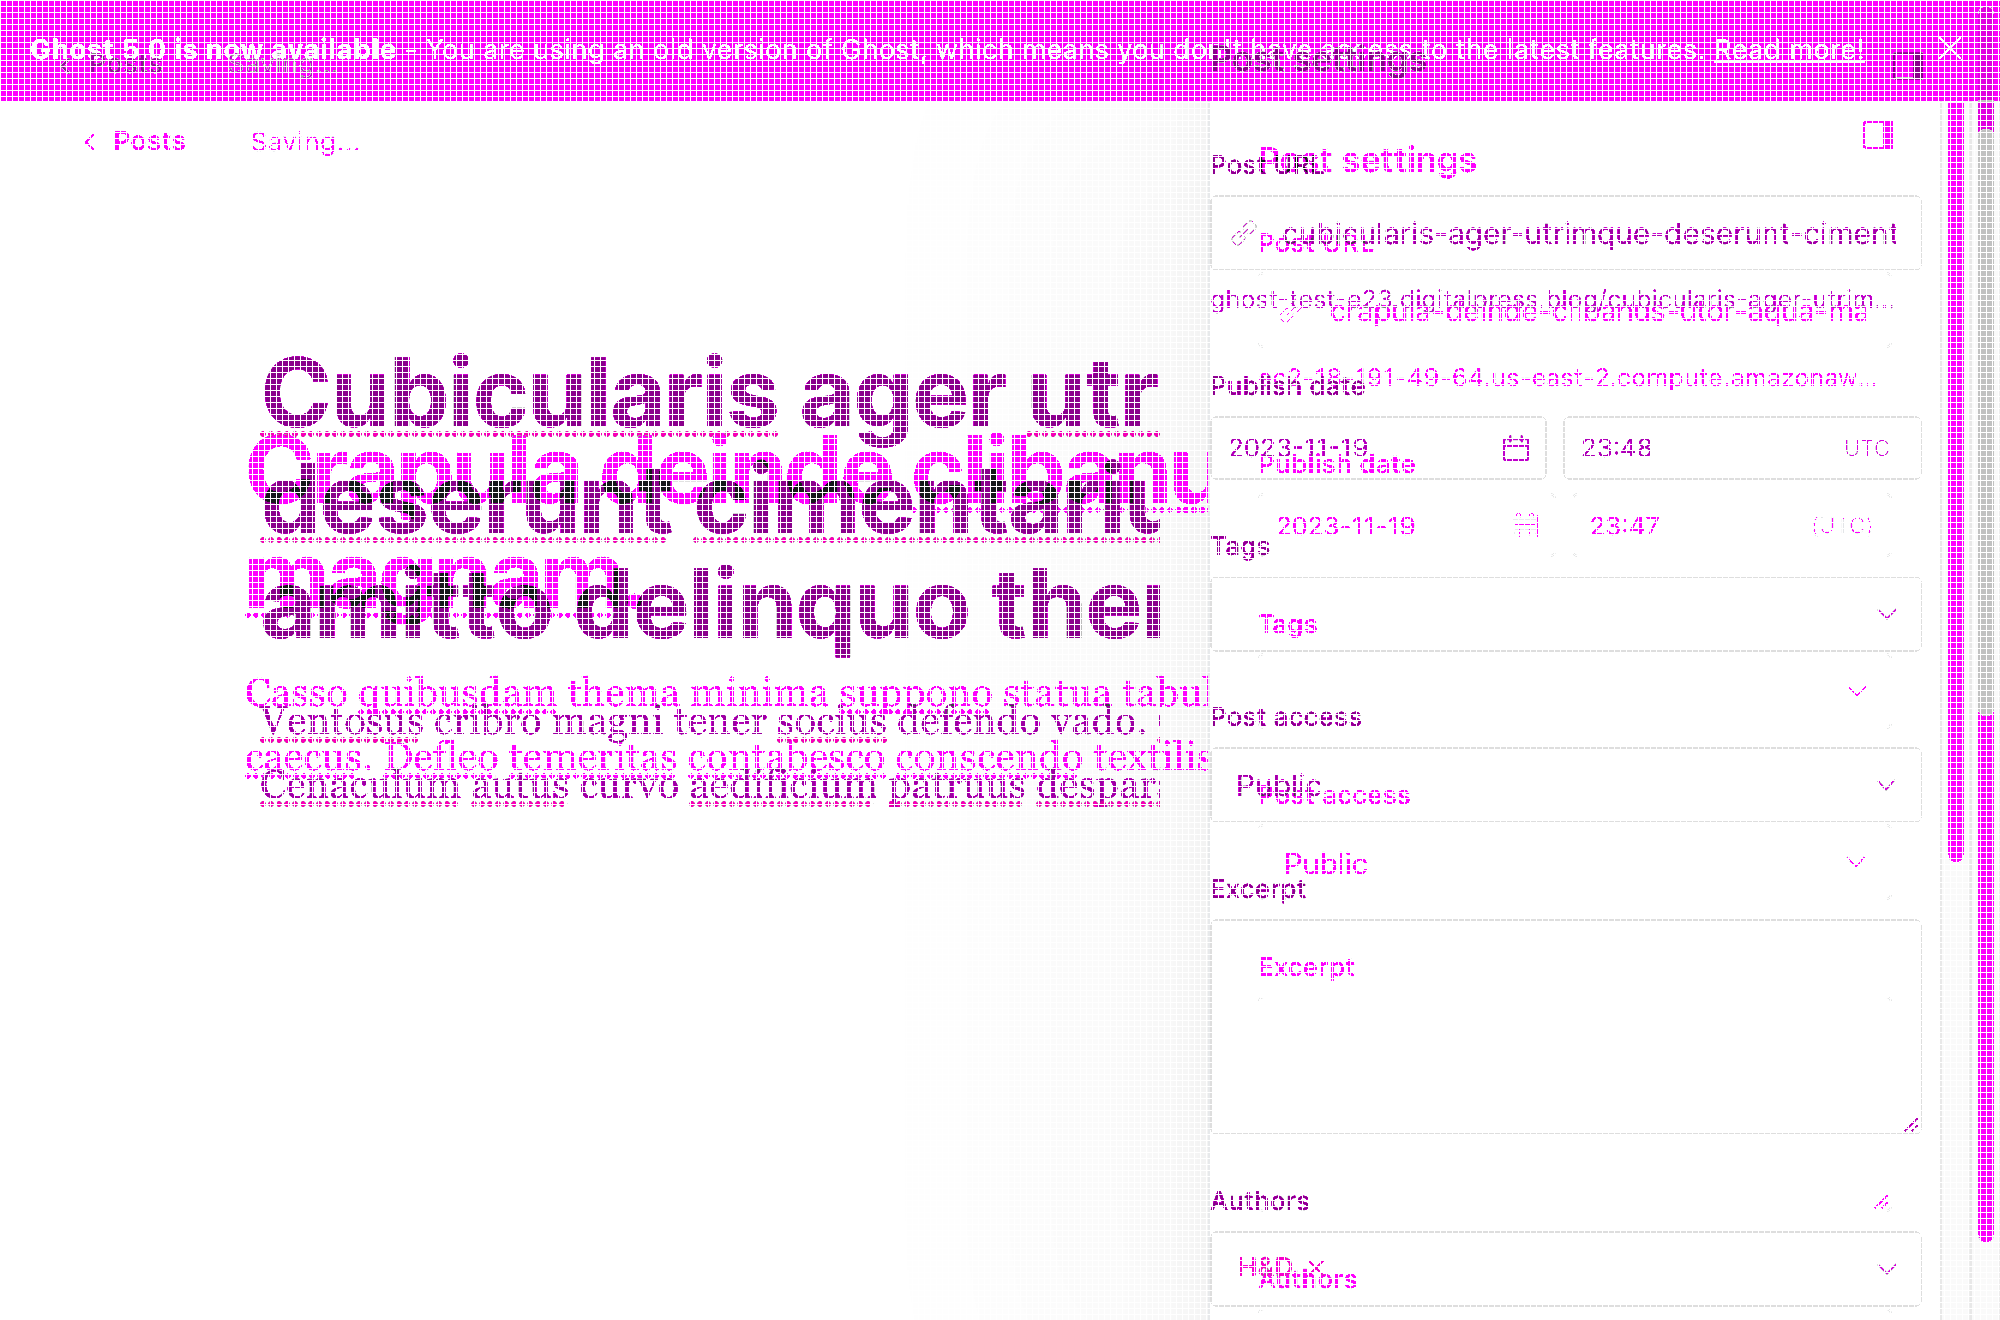 Ghost 5.0 is now available - You are using an old version of Ghost, which means you don't have access to the latest features. Read more!
Posts Saving...
Post settings
Posts Saving...
Post settings
Post URL
cubicularis-ager-utrimque-deserunt-ciment
Post URL
ghost-test-e23.digitalpress.blog/cubicularis-ager-utrim...
crapula-deinde-clibanus-utor-aqua-ma
191-49-64.us-east-2.compute.amazonaw...
Publish date
2023-11-19 23:48 UTC
Publish date
2023-11-19 23:47 (UTC)
Tags
Tags
Post access
Public
Post access
Public
Excerpt
Excerpt
Authors
H&D ×
Authors
Cubicularis ager utr
Crapula deinde clibanu
deserunt cimentariu
magnam.
amitto delinquo ther
Casso quibusdam thema minima suppono statua tabul
Ventosus cribro magni tener socius defendo vado.
caecus. Defleo temeritas contabesco conscendo textilis
Cenaculum autus curvo aedificium patruus despar